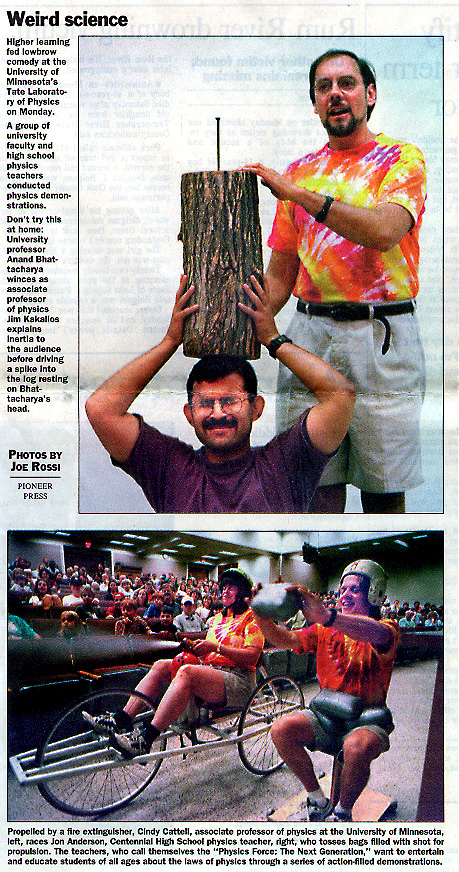 Weird science
Higher learning
fed lowbrow
comedy at the
University of
Minnesota's
Tate Laborato-
ry of Physics
on Monday.
A group of
university
faculty and
high school
physics
teachers
conducted
physics demon-
strations.
Don't try this
at home:
University
professor
Anand Bhat-
tacharya
winces as
associate
professor
of physics
Jim Kakalios
explains
inertia to
the audience
before driving
a spike into
the log resting
on Bhat-
tacharya's
head.
PHOTOS BY
JOE ROSSI
PIONEER
PRESS
Propelled by a fire extinguisher, Cindy Cattell, associate professor of physics at the University of Minnesota,
left, races Jon Anderson, Centennial High School physics teacher, right, who tosses bags filled with shot for
propulsion. The teachers, who call themselves the "Physics Force: The Next Generation," want to entertain
and educate students of all ages about the laws of physics through a series of action-filled demonstrations.